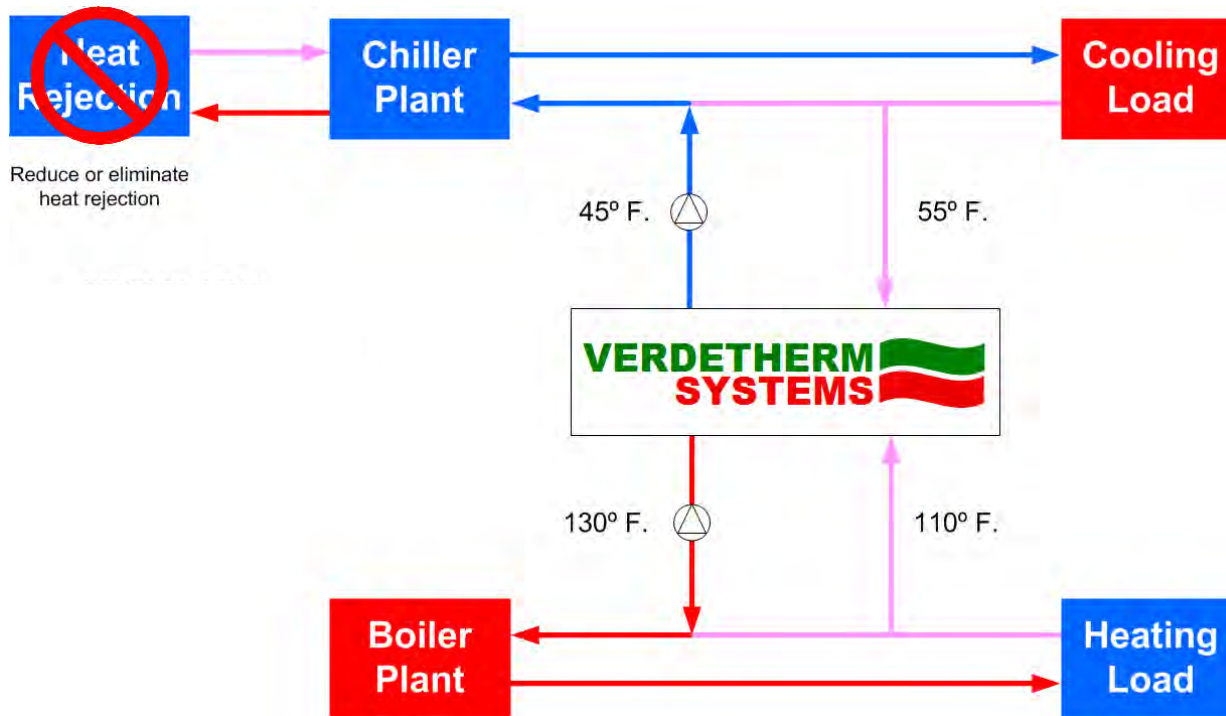 Heat
Rejection
Chiller
Plant
Cooling
Load
Reduce or eliminate
heat rejection
45º F.
55º F.
VERDETHERM
SYSTEMS
130º F.
110º F.
Boiler
Plant
Heating
Load